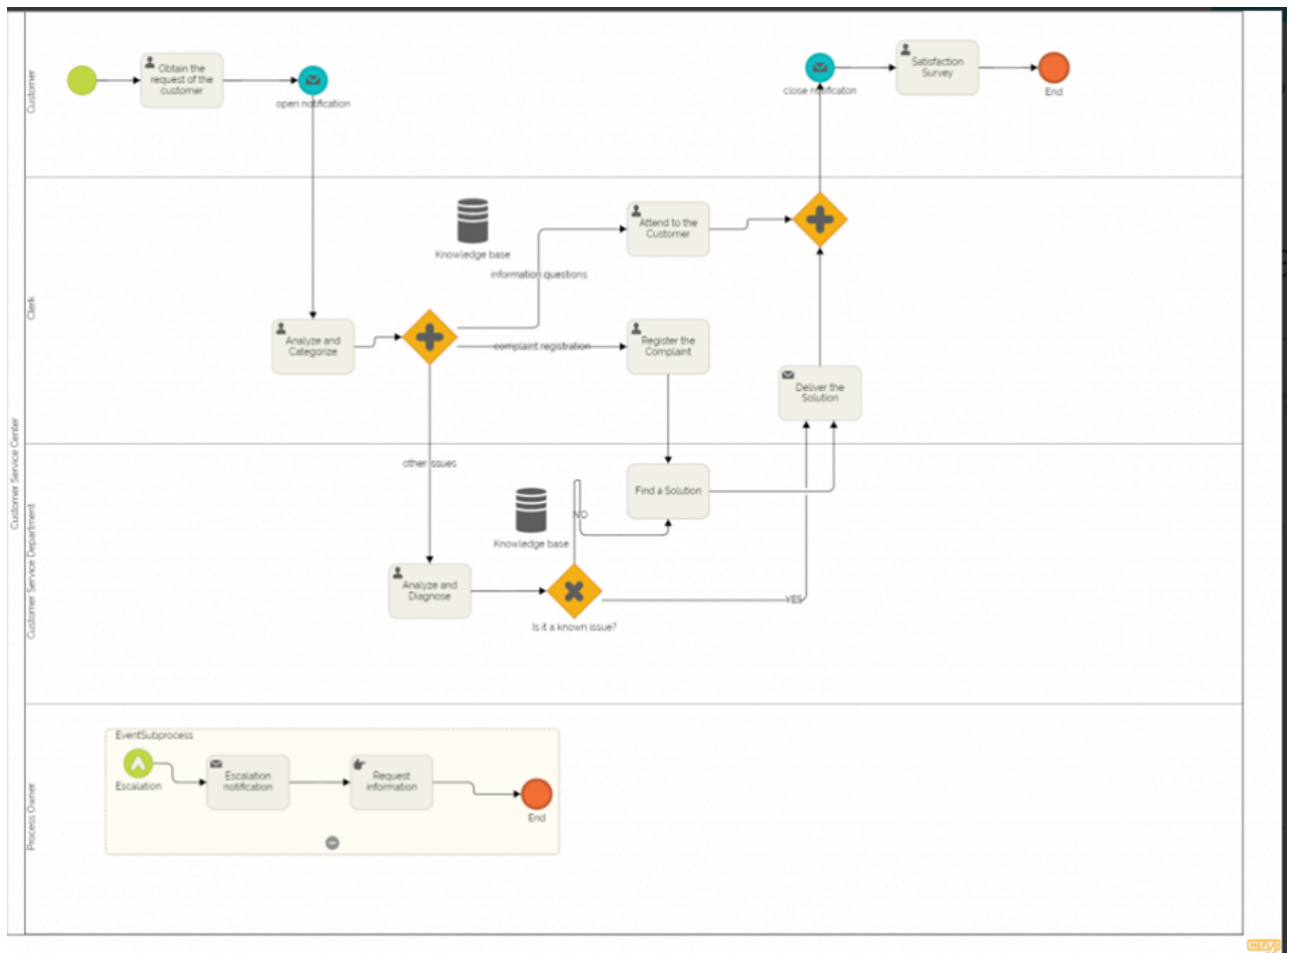 Customer Service Center
Customer
Obtain the
request of the
customer
open notification
close notificaton
Satisfaction
Survey
End
Clerk
Knowledge base
information questions
Attend to the
Customer
Analyze and
Categorize
complaint registration
Register the
Complaint
Deliver the
Solution
Customer Service Department
other issues
Find a Solution
NO
Knowledge base
Analyze and
Diagnose
YES
Is it a known issue?
Process Owner
EventSubprocess
Escalation
Escalation
notification
Request
information
End
HEFLO